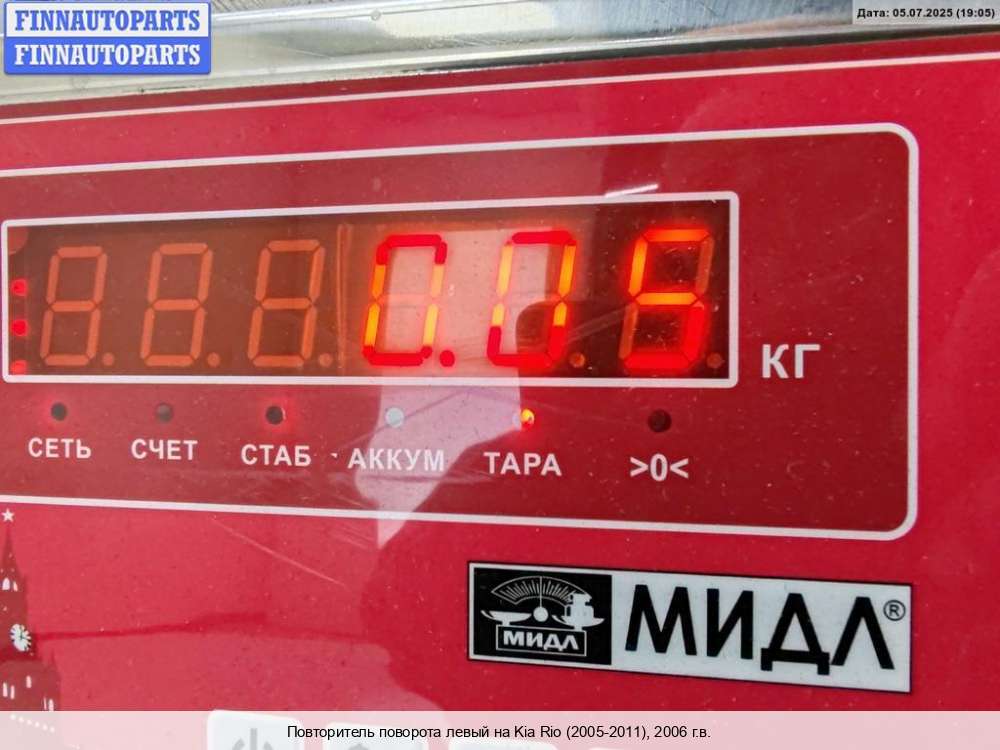 FINNAUTOPARTS
FINNAUTOPARTS
Дата: 05.07.2025 (19:05)
0.05
КГ
СЕТЬ СЧЕТ СТАБ АККУМ ТАРА >0<
МИДЛ
МИДЛ®
Повторитель поворота левый на Kia Rio (2005-2011), 2006 г.в.